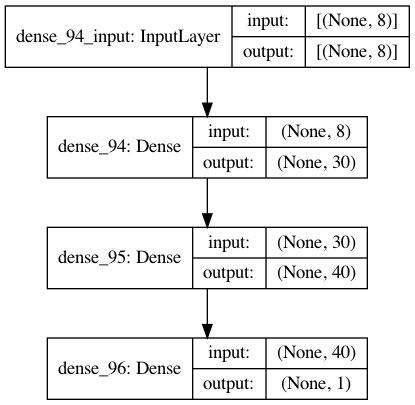 dense_94_input: InputLayer
input: [(None, 8)]
output: [(None, 8)]
dense_94: Dense
input: (None, 8)
output: (None, 30)
dense_95: Dense
input: (None, 30)
output: (None, 40)
dense_96: Dense
input: (None, 40)
output: (None, 1)